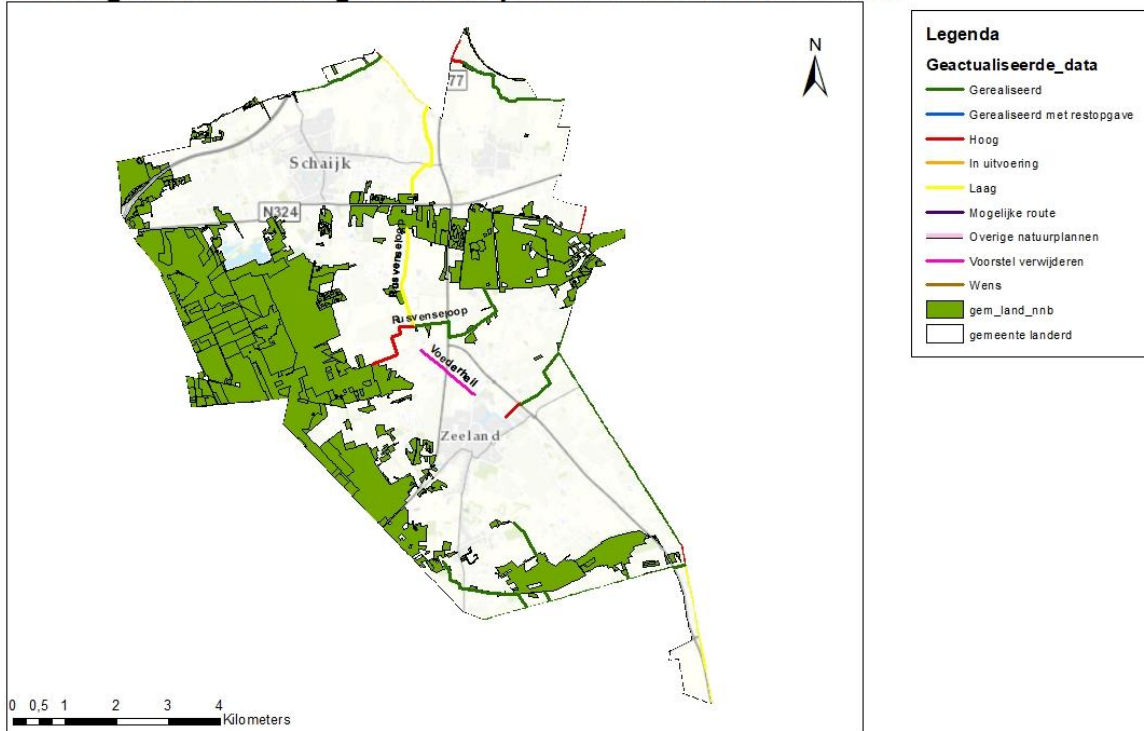 N
77
Schaijk
N324
Rusvenseloop
Rusvenseloop
Voederheil
Zeeland
0 0,5 1 2 3 4
Kilometers
Legenda
Geactualiseerde_data
Gerealiseerd
Gerealiseerd met restopgave
Hoog
In uitvoering
Laag
Mogelijke route
Overige natuurplannen
Voorstel verwijderen
Wens
gem_land_nnb
gemeente landerd